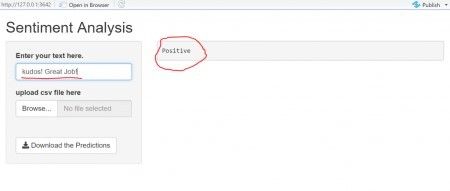 http://127.0.0.1:3642 Open in Browser Publish
Sentiment Analysis
Enter your text here.
kudos! Great Job!
Positive
upload csv file here
Browse... No file selected
Download the Predictions